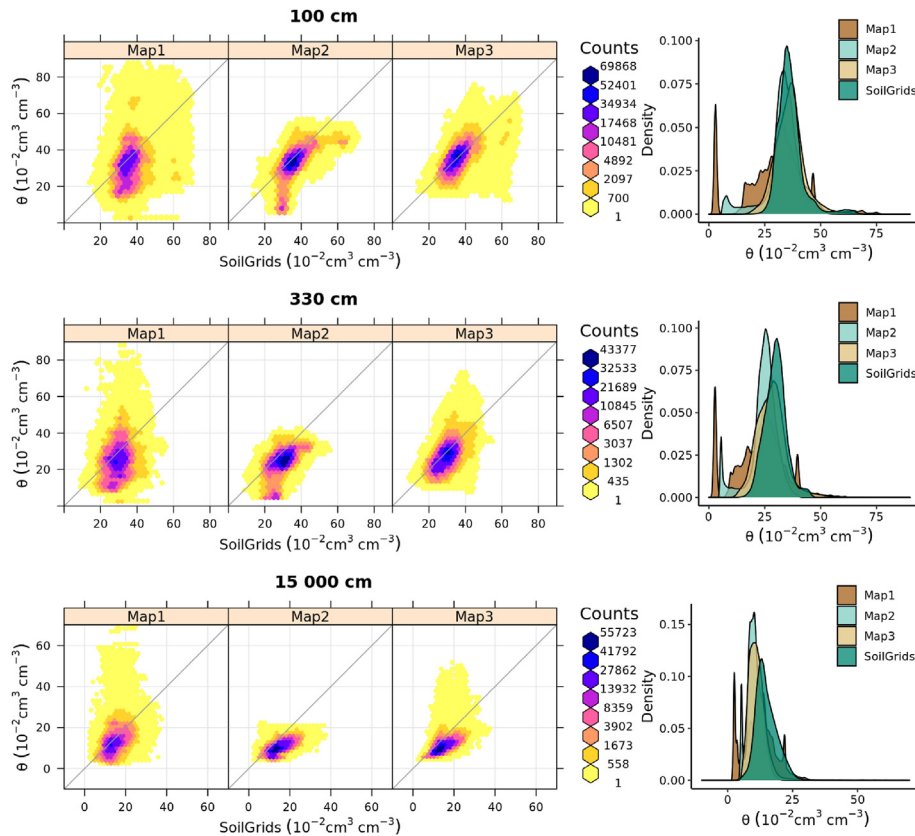 100 cm
Map1 Map2 Map3
θ (10⁻²cm³ cm⁻³)
80
60
40
20
20 40 60 80 20 40 60 80 20 40 60 80
SoilGrids (10⁻²cm³ cm⁻³)
Counts
69868
52401
34934
17468
10481
4892
2097
700
1
Map1
Map2
Map3
SoilGrids
Density
0.100
0.075
0.050
0.025
0.000
0 25 50 75
θ (10⁻²cm³ cm⁻³)
330 cm
Map1 Map2 Map3
θ (10⁻²cm³ cm⁻³)
80
60
40
20
20 40 60 80 20 40 60 80 20 40 60 80
SoilGrids (10⁻²cm³ cm⁻³)
Counts
43377
32533
21689
10845
6507
3037
1302
435
1
Map1
Map2
Map3
SoilGrids
Density
0.100
0.075
0.050
0.025
0.000
0 25 50 75
θ (10⁻²cm³ cm⁻³)
15 000 cm
Map1 Map2 Map3
θ (10⁻²cm³ cm⁻³)
60
40
20
0
0 20 40 60 0 20 40 60 0 20 40 60
SoilGrids (10⁻²cm³ cm⁻³)
Counts
55723
41792
27862
13932
8359
3902
1673
558
1
Map1
Map2
Map3
SoilGrids
Density
0.15
0.10
0.05
0.00
0 25 50
θ (10⁻²cm³ cm⁻³)